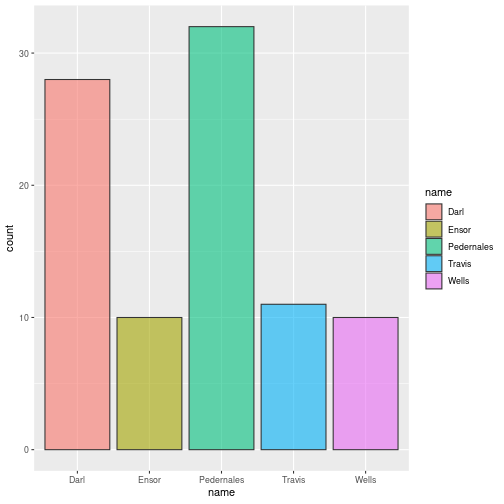 30
20
10
0
count
Darl
Ensor
Pedernales
Travis
Wells
name
name
Darl
Ensor
Pedernales
Travis
Wells